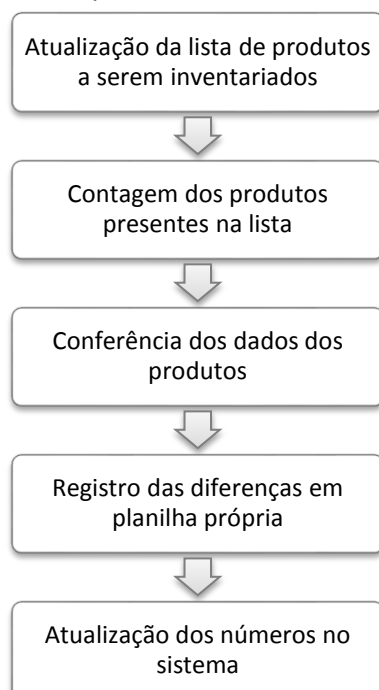 Atualização da lista de produtos
a serem inventariados
Contagem dos produtos
presentes na lista
Conferência dos dados dos
produtos
Registro das diferenças em
planilha própria
Atualização dos números no
sistema